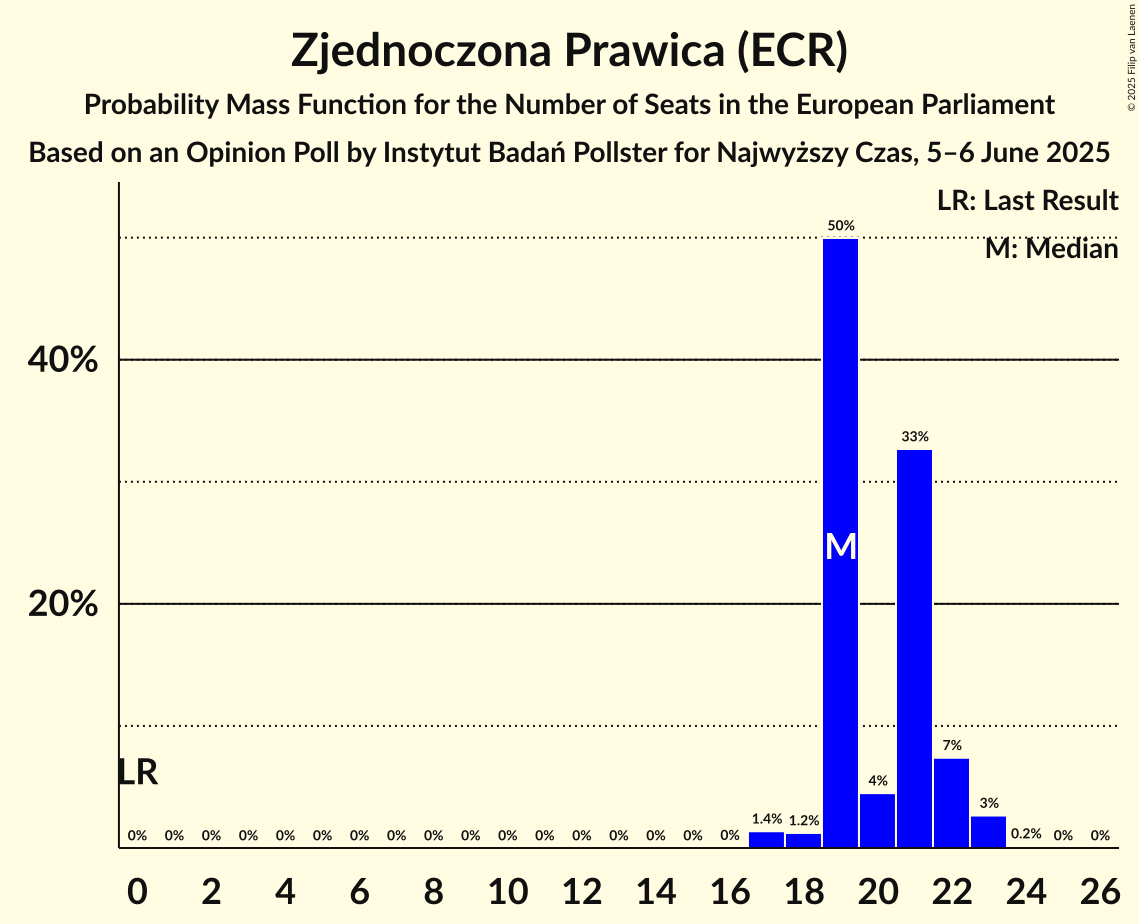 Zjednoczona Prawica (ECR)
Probability Mass Function for the Number of Seats in the European Parliament
Based on an Opinion Poll by Instytut Badań Pollster for Najwyższy Czas, 5–6 June 2025
© 2025 Filip van Laenen
LR: Last Result
M: Median
50%
40%
33%
M
20%
LR
7%
4%
3%
0% 0% 0% 0% 0% 0% 0% 0% 0% 0% 0% 0% 0% 0% 0% 0% 0% 1.4% 1.2% 0.2% 0% 0%
0 2 4 6 8 10 12 14 16 18 20 22 24 26